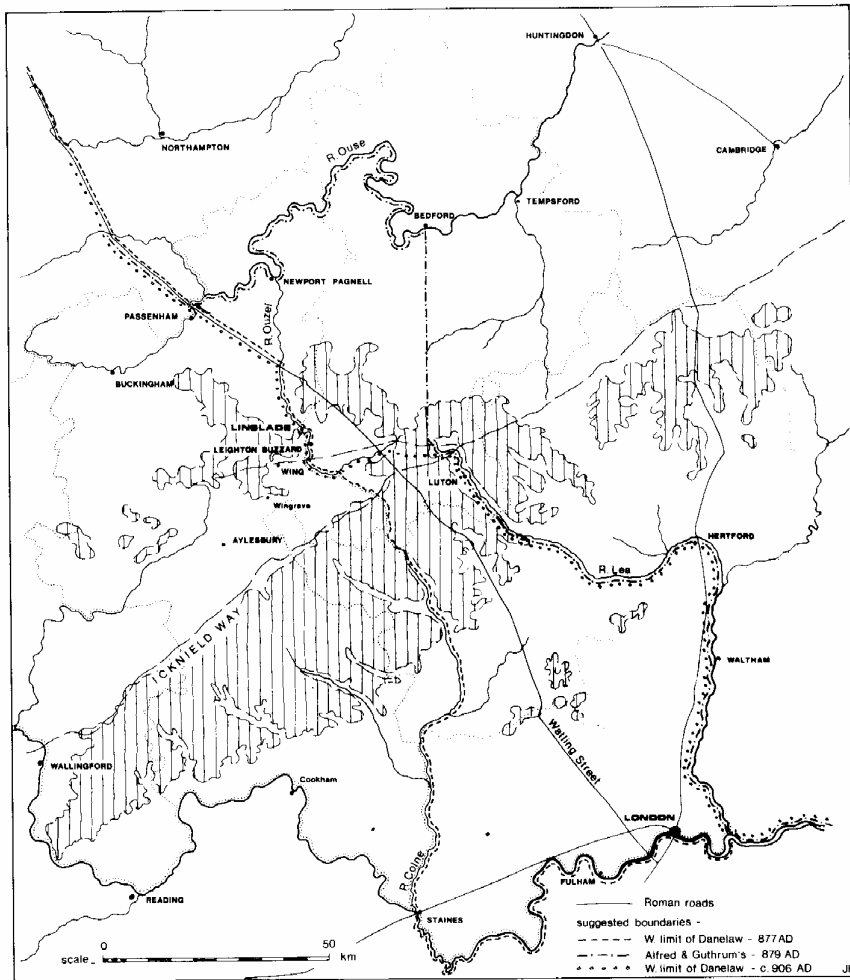 HUNTINGDON
NORTHAMPTON
CAMBRIDGE
R. Ouse
TEMPSFORD
BEDFORD
NEWPORT PAGNELL
PASSENHAM
R. Ouzel
BUCKINGHAM
LINSLADE
LEIGHTON BUZZARD
WING
LUTON
Wingrave
AYLESBURY
HERTFORD
R. Lea
ICKNIELD WAY
WALTHAM
Watling Street
WALLINGFORD
Cookham
LONDON
R. Colne
FULHAM
READING
STAINES
Roman roads
suggested boundaries -
W. limit of Danelaw - 877 AD
Alfred & Guthrum's - 879 AD
W. limit of Danelaw - c. 906 AD
0 50
scale km